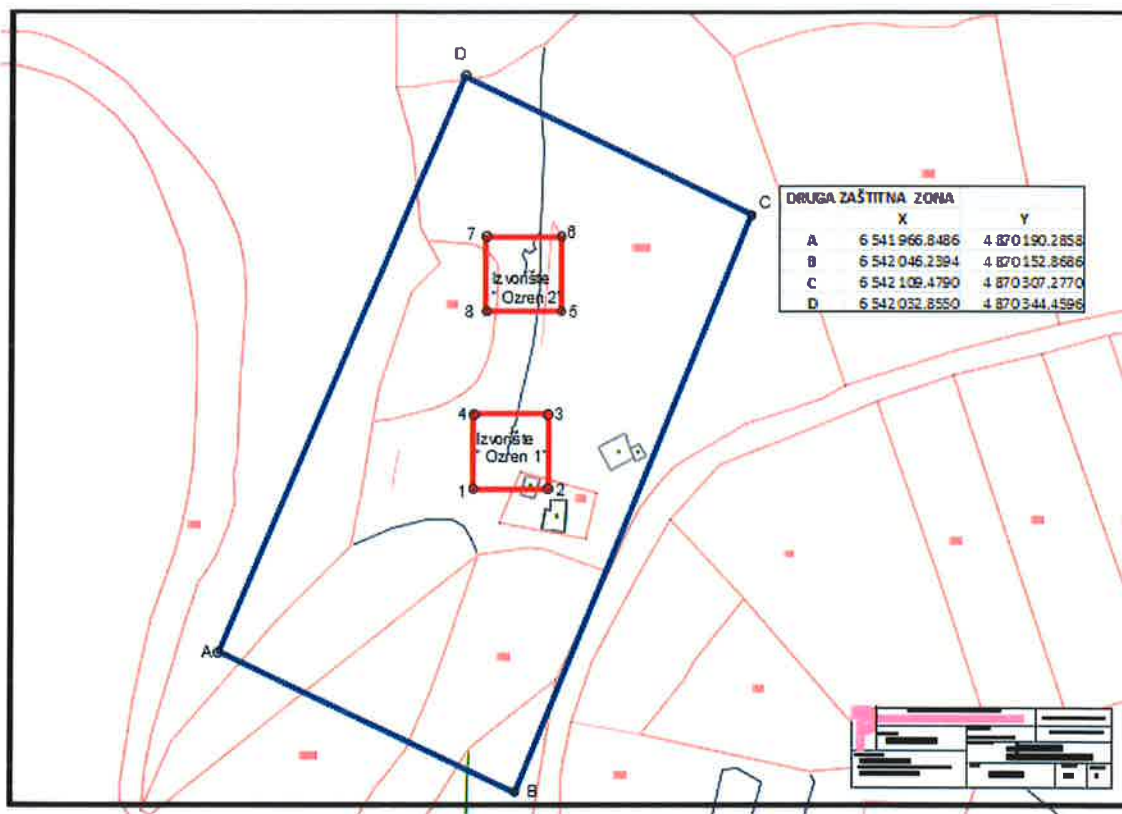 D
C
DRUGA ZAŠTITNA ZONA
X Y
A 6 541 966.8486 4 870 190.2858
B 6 542 046.2394 4 870 152.8686
C 6 542 109.4790 4 870 307.2770
D 6 542 032.8550 4 870 344.4596
7 6
Izvorište
" Ozren 2"
8 5
4 3
Izvorište
" Ozren 1"
1 2
A
B